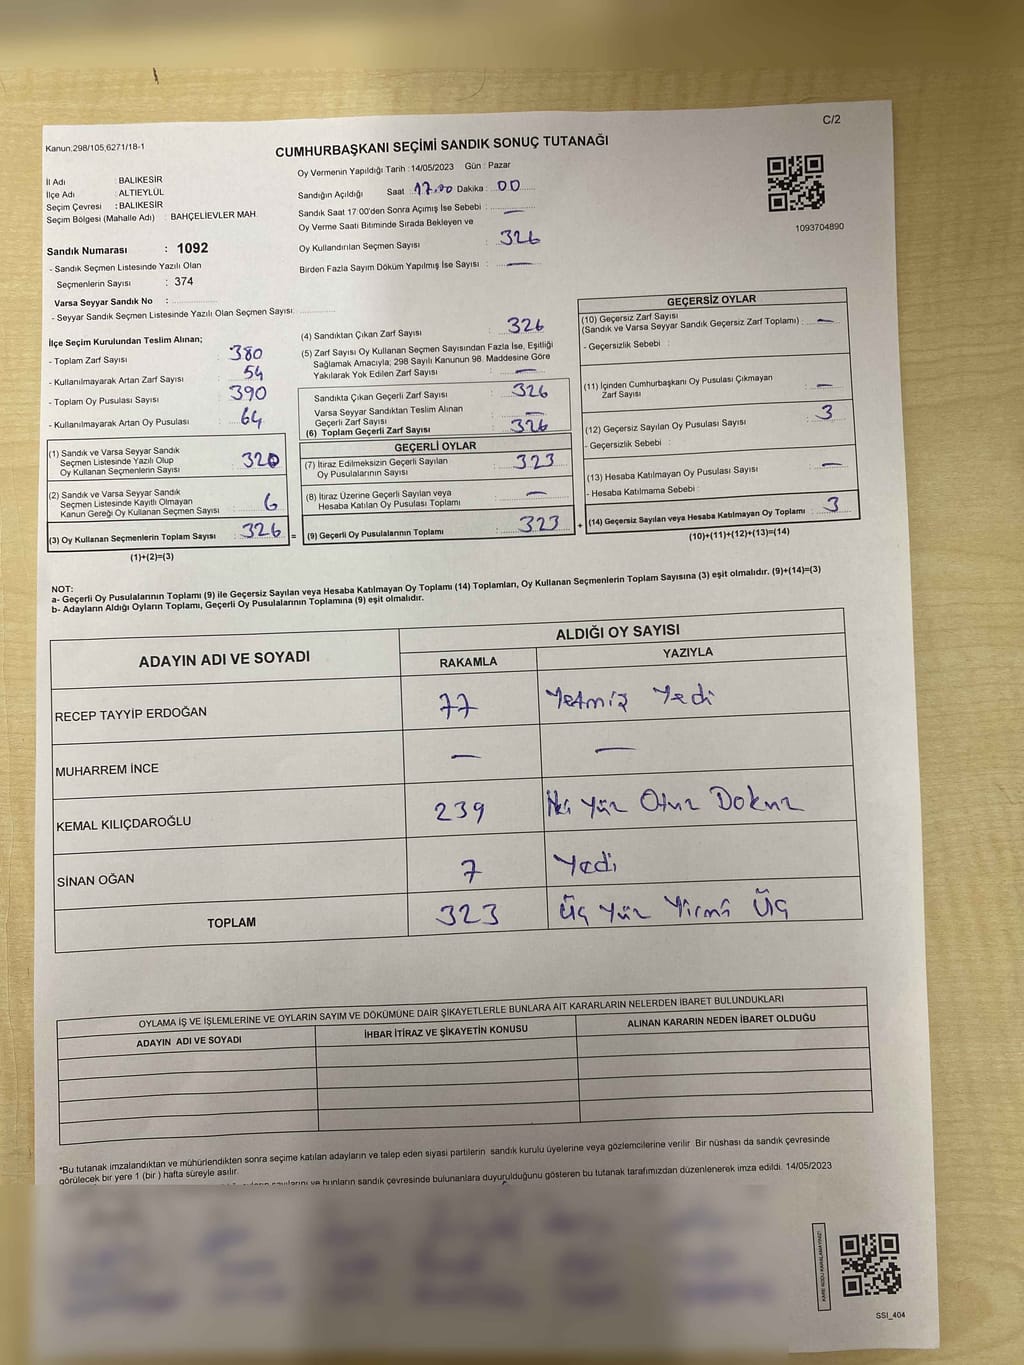 C/2
Kanun.298/105,6271/18-1
CUMHURBAŞKANI SEÇİMİ SANDIK SONUÇ TUTANAĞI
İl Adı : BALIKESİR
İlçe Adı : ALTIEYLÜL
Seçim Çevresi : BALIKESİR
Seçim Bölgesi (Mahalle Adı) : BAHÇELİEVLER MAH.
Sandık Numarası : 1092
- Sandık Seçmen Listesinde Yazılı Olan
Seçmenlerin Sayısı : 374
Varsa Seyyar Sandık No :
- Seyyar Sandık Seçmen Listesinde Yazılı Olan Seçmen Sayısı:
Oy Vermenin Yapıldığı Tarih : 14/05/2023 Gün : Pazar
Sandığın Açıldığı Saat : 17.00 Dakika : 00
Sandık Saat 17:00'den Sonra Açımış İse Sebebi : —
Oy Verme Saati Bitiminde Sırada Bekleyen ve
Oy Kullandırılan Seçmen Sayısı : 326
Birden Fazla Sayım Döküm Yapılmış İse Sayısı : —
1093704890
İlçe Seçim Kurulundan Teslim Alınan;
- Toplam Zarf Sayısı : 380
- Kullanılmayarak Artan Zarf Sayısı : 54
- Toplam Oy Pusulası Sayısı : 390
- Kullanılmayarak Artan Oy Pusulası : 64
(1) Sandık ve Varsa Seyyar Sandık
Seçmen Listesinde Yazılı Olup
Oy Kullanan Seçmenlerin Sayısı : 320
(2) Sandık ve Varsa Seyyar Sandık
Seçmen Listesinde Kayıtlı Olmayan
Kanun Gereği Oy Kullanan Seçmen Sayısı : 6
(3) Oy Kullanan Seçmenlerin Toplam Sayısı : 326 =
(1)+(2)=(3)
(4) Sandıktan Çıkan Zarf Sayısı : 326
(5) Zarf Sayısı Oy Kullanan Seçmen Sayısından Fazla İse, Eşitliği
Sağlamak Amacıyla; 298 Sayılı Kanunun 98. Maddesine Göre
Yakılarak Yok Edilen Zarf Sayısı : —
Sandıkta Çıkan Geçerli Zarf Sayısı : 326
Varsa Seyyar Sandıktan Teslim Alınan
Geçerli Zarf Sayısı : —
(6) Toplam Geçerli Zarf Sayısı : 326
GEÇERLİ OYLAR
(7) İtiraz Edilmeksizin Geçerli Sayılan
Oy Pusulalarının Sayısı : 323
(8) İtiraz Üzerine Geçerli Sayılan veya
Hesaba Katılan Oy Pusulası Toplamı : —
(9) Geçerli Oy Pusulalarının Toplamı : 323 +
GEÇERSİZ OYLAR
(10) Geçersiz Zarf Sayısı
(Sandık ve Varsa Seyyar Sandık Geçersiz Zarf Toplamı) : —
- Geçersizlik Sebebi :
(11) İçinden Cumhurbaşkanı Oy Pusulası Çıkmayan
Zarf Sayısı : —
(12) Geçersiz Sayılan Oy Pusulası Sayısı : 3
- Geçersizlik Sebebi :
(13) Hesaba Katılmayan Oy Pusulası Sayısı : —
- Hesaba Katılmama Sebebi :
(14) Geçersiz Sayılan veya Hesaba Katılmayan Oy Toplamı : 3
(10)+(11)+(12)+(13)=(14)
NOT:
a- Geçerli Oy Pusulalarının Toplamı (9) ile Geçersiz Sayılan veya Hesaba Katılmayan Oy Toplamı (14) Toplamları, Oy Kullanan Seçmenlerin Toplam Sayısına (3) eşit olmalıdır. (9)+(14)=(3)
b- Adayların Aldığı Oyların Toplamı, Geçerli Oy Pusulalarının Toplamına (9) eşit olmalıdır.
ADAYIN ADI VE SOYADI
ALDIĞI OY SAYISI
RAKAMLA YAZIYLA
RECEP TAYYİP ERDOĞAN 77 Yetmiş Yedi
MUHARREM İNCE — —
KEMAL KILIÇDAROĞLU 239 İki Yüz Otuz Dokuz
SİNAN OĞAN 7 Yedi
TOPLAM 323 Üç Yüz Yirmi Üç
OYLAMA İŞ VE İŞLEMLERİNE VE OYLARIN SAYIM VE DÖKÜMÜNE DAİR ŞİKAYETLERLE BUNLARA AİT KARARLARIN NELERDEN İBARET BULUNDUKLARI
ADAYIN ADI VE SOYADI İHBAR İTİRAZ VE ŞİKAYETİN KONUSU ALINAN KARARIN NEDEN İBARET OLDUĞU
*Bu tutanak imzalandıktan ve mühürlendikten sonra seçime katılan adayların ve talep eden siyasi partilerin sandık kurulu üyelerine veya gözlemcilerine verilir. Bir nüshası da sandık çevresinde
görülecek bir yere 1 (bir) hafta süreyle asılır.
ve bunların sandık çevresinde bulunanlara duyurulduğunu gösteren bu tutanak tarafımızdan düzenlenerek imza edildi. 14/05/2023
KARE KODU KARALAMAYINIZ!
SSI_404